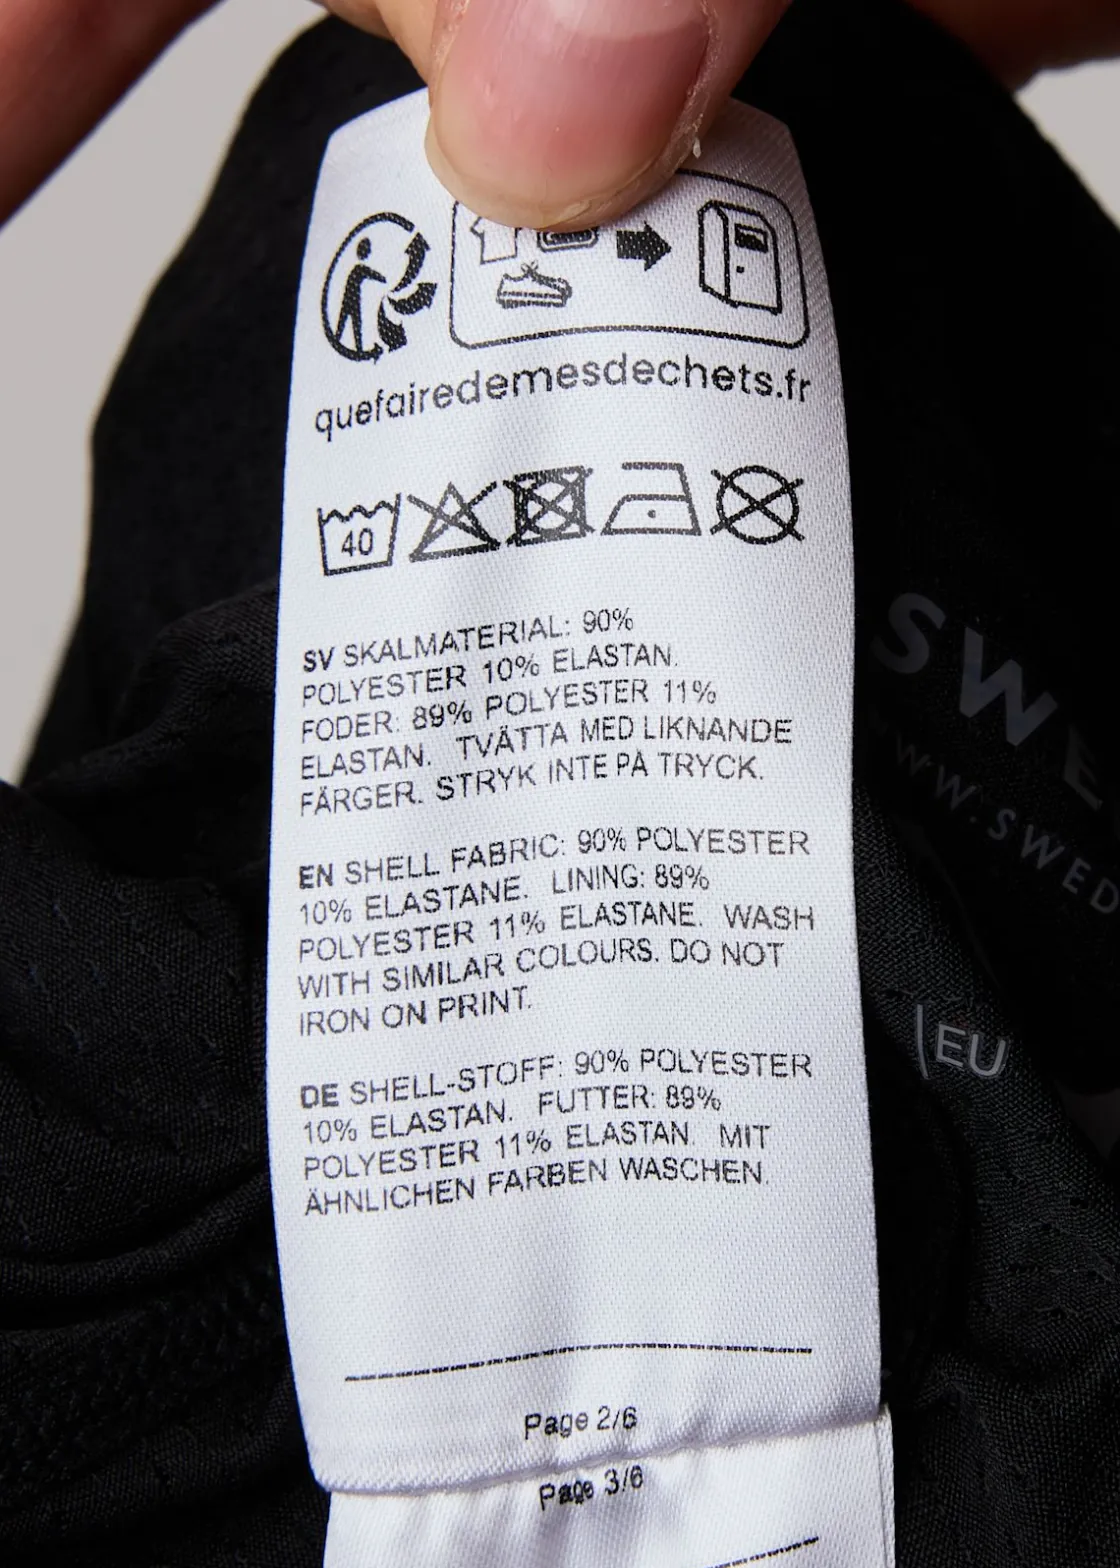 quefairedemesdechets.fr
40
SV SKALMATERIAL: 90%
POLYESTER 10% ELASTAN.
FODER: 89% POLYESTER 11%
ELASTAN. TVÄTTA MED LIKNANDE
FÄRGER. STRYK INTE PÅ TRYCK.
EN SHELL FABRIC: 90% POLYESTER
10% ELASTANE. LINING: 89%
POLYESTER 11% ELASTANE. WASH
WITH SIMILAR COLOURS. DO NOT
IRON ON PRINT.
DE SHELL-STOFF: 90% POLYESTER
10% ELASTAN. FUTTER: 89%
POLYESTER 11% ELASTAN. MIT
ÄHNLICHEN FARBEN WASCHEN.
Page 2/6
Page 3/6
SWE
WWW.SWED
EU